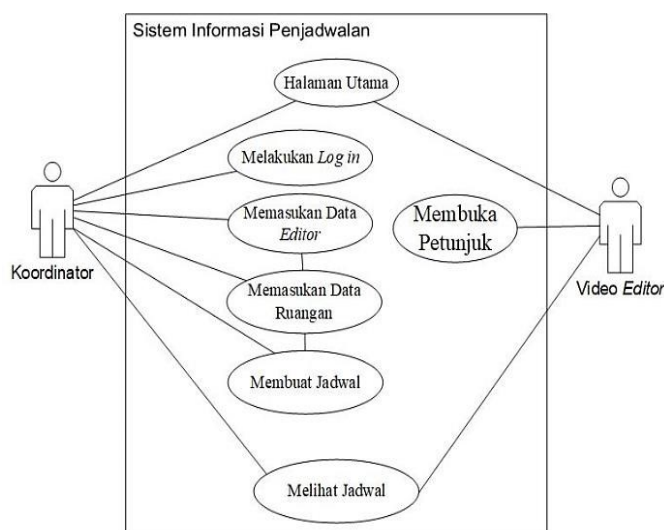 Sistem Informasi Penjadwalan
Halaman Utama
Melakukan Log in
Memasukan Data
Editor
Membuka
Petunjuk
Koordinator
Video Editor
Memasukan Data
Ruangan
Membuat Jadwal
Melihat Jadwal